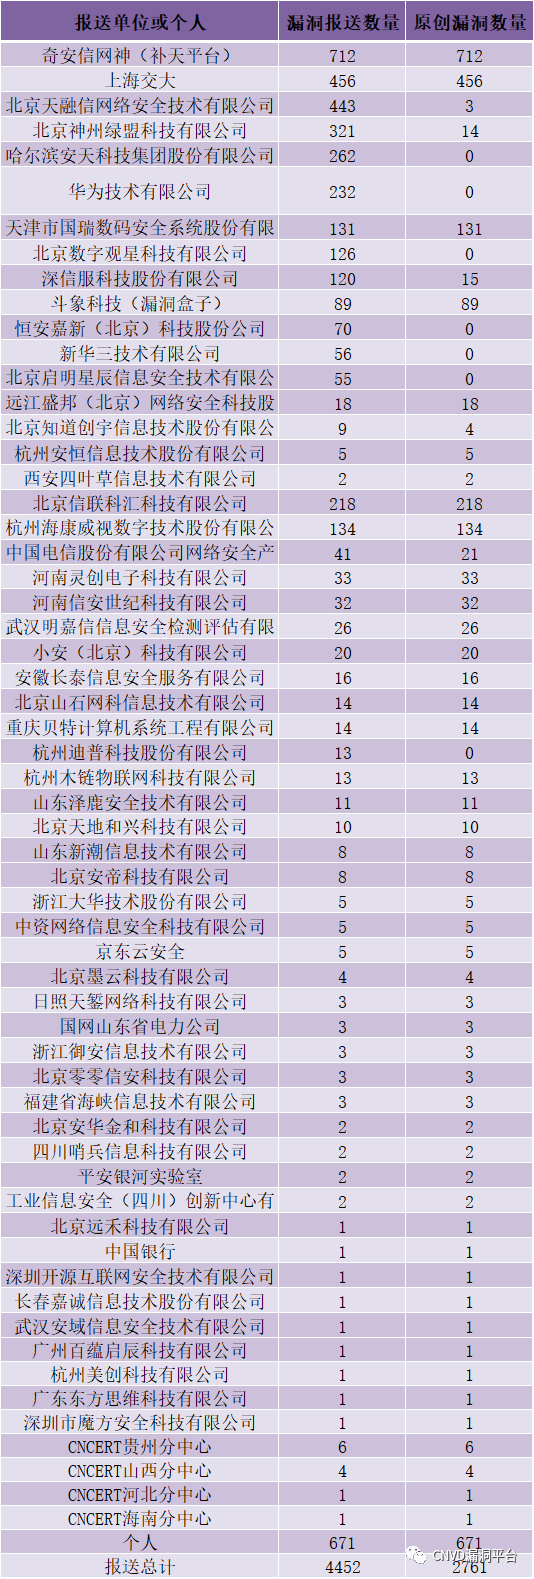 报送单位或个人 漏洞报送数量 原创漏洞数量
奇安信网神（补天平台） 712 712
上海交大 456 456
北京天融信网络安全技术有限公司 443 3
北京神州绿盟科技有限公司 321 14
哈尔滨安天科技集团股份有限公司 262 0
华为技术有限公司 232 0
天津市国瑞数码安全系统股份有限 131 131
北京数字观星科技有限公司 126 0
深信服科技股份有限公司 120 15
斗象科技（漏洞盒子） 89 89
恒安嘉新（北京）科技股份公司 70 0
新华三技术有限公司 56 0
北京启明星辰信息安全技术有限公 55 0
远江盛邦（北京）网络安全科技股 18 18
北京知道创宇信息技术股份有限公 9 4
杭州安恒信息技术股份有限公司 5 5
西安四叶草信息技术有限公司 2 2
北京信联科汇科技有限公司 218 218
杭州海康威视数字技术股份有限公 134 134
中国电信股份有限公司网络安全产 41 21
河南灵创电子科技有限公司 33 33
河南信安世纪科技有限公司 32 32
武汉明嘉信信息安全检测评估有限 26 26
小安（北京）科技有限公司 20 20
安徽长泰信息安全服务有限公司 16 16
北京山石网科信息技术有限公司 14 14
重庆贝特计算机系统工程有限公司 14 14
杭州迪普科技股份有限公司 13 0
杭州木链物联网科技有限公司 13 13
山东泽鹿安全技术有限公司 11 11
北京天地和兴科技有限公司 10 10
山东新潮信息技术有限公司 8 8
北京安帝科技有限公司 8 8
浙江大华技术股份有限公司 5 5
中资网络信息安全科技有限公司 5 5
京东云安全 5 5
北京墨云科技有限公司 4 4
日照天錾网络科技有限公司 3 3
国网山东省电力公司 3 3
浙江御安信息技术有限公司 3 3
北京零零信安科技有限公司 3 3
福建省海峡信息技术有限公司 3 3
北京安华金和科技有限公司 2 2
四川哨兵信息科技有限公司 2 2
平安银河实验室 2 2
工业信息安全（四川）创新中心有 2 2
北京远禾科技有限公司 1 1
中国银行 1 1
深圳开源互联网安全技术有限公司 1 1
长春嘉诚信息技术股份有限公司 1 1
武汉安域信息安全技术有限公司 1 1
广州百蕴启辰科技有限公司 1 1
杭州美创科技有限公司 1 1
广东东方思维科技有限公司 1 1
深圳市魔方安全科技有限公司 1 1
CNCERT贵州分中心 6 6
CNCERT山西分中心 4 4
CNCERT河北分中心 1 1
CNCERT海南分中心 1 1
个人 671 671
报送总计 4452 2761
CNVD漏洞平台